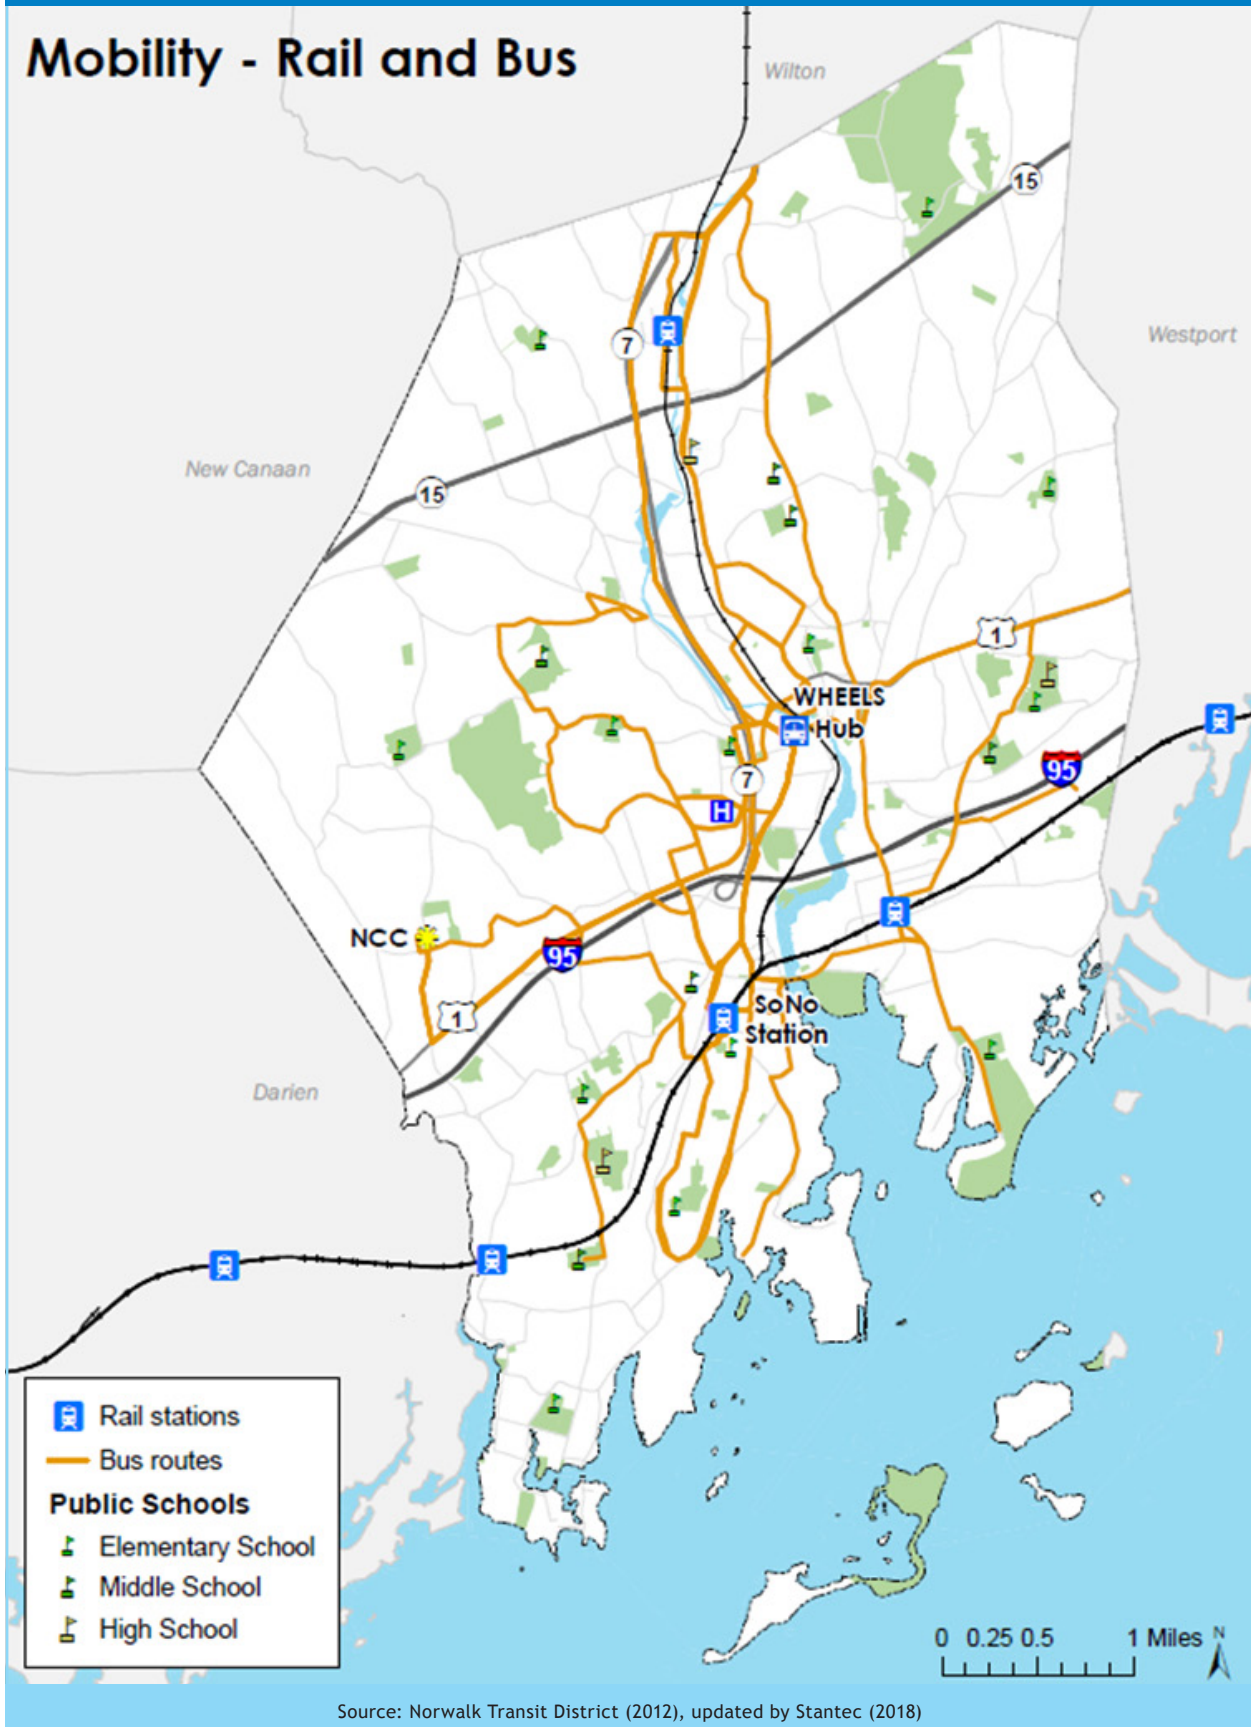 Mobility - Rail and Bus
Wilton
15
Westport
7
New Canaan
15
1
WHEELS
Hub
95
7
H
NCC
95
1
SoNo
Station
Darien
Rail stations
Bus routes
Public Schools
Elementary School
Middle School
High School
0 0.25 0.5 1 Miles
N
Source: Norwalk Transit District (2012), updated by Stantec (2018)